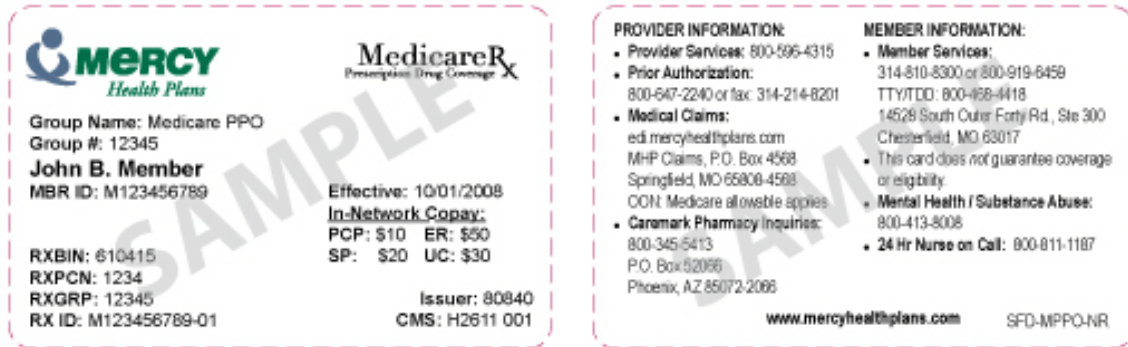 MERCY
Health Plans
MedicareRx
Prescription Drug Coverage
Group Name: Medicare PPO
Group #: 12345
John B. Member
MBR ID: M123456789
Effective: 10/01/2008
In-Network Copay:
PCP: $10 ER: $50
SP: $20 UC: $30
RXBIN: 610415
RXPCN: 1234
RXGRP: 12345
RX ID: M123456789-01
Issuer: 80840
CMS: H2611 001
SAMPLE
PROVIDER INFORMATION:
• Provider Services: 800-596-4315
• Prior Authorization:
800-647-2240 or fax: 314-214-8201
• Medical Claims:
edi.mercyhealthplans.com
MHP Claims, P.O. Box 4568
Springfield, MO 65808-4568
OON: Medicare allowable applies
• Caremark Pharmacy Inquiries:
800-345-5413
P.O. Box 52066
Phoenix, AZ 85072-2066
MEMBER INFORMATION:
• Member Services:
314-810-8300 or 800-919-6459
TTY/TDD: 800-468-4418
14528 South Outer Forty Rd., Ste 300
Chesterfield, MO 63017
• This card does not guarantee coverage
or eligibility.
• Mental Health / Substance Abuse:
800-413-8008
• 24 Hr Nurse on Call: 800-811-1187
www.mercyhealthplans.com
SFD-MPPO-NR
SAMPLE